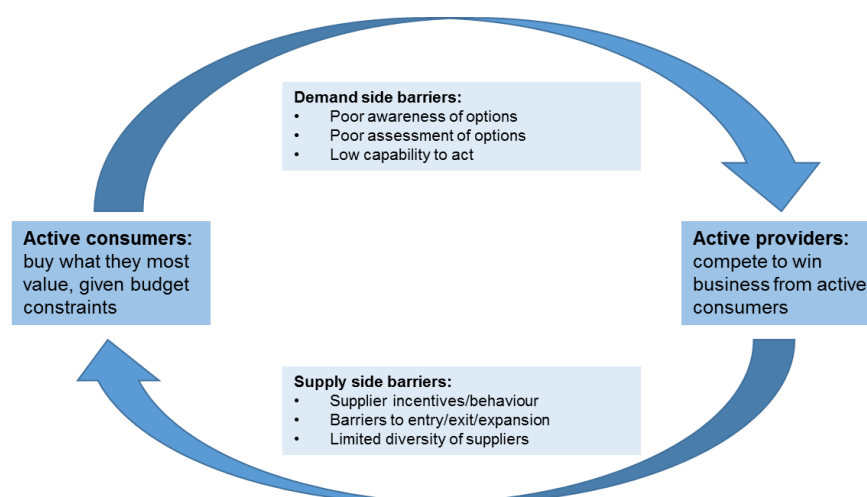 Demand side barriers:
• Poor awareness of options
• Poor assessment of options
• Low capability to act
Active consumers:
buy what they most
value, given budget
constraints
Active providers:
compete to win
business from active
consumers
Supply side barriers:
• Supplier incentives/behaviour
• Barriers to entry/exit/expansion
• Limited diversity of suppliers